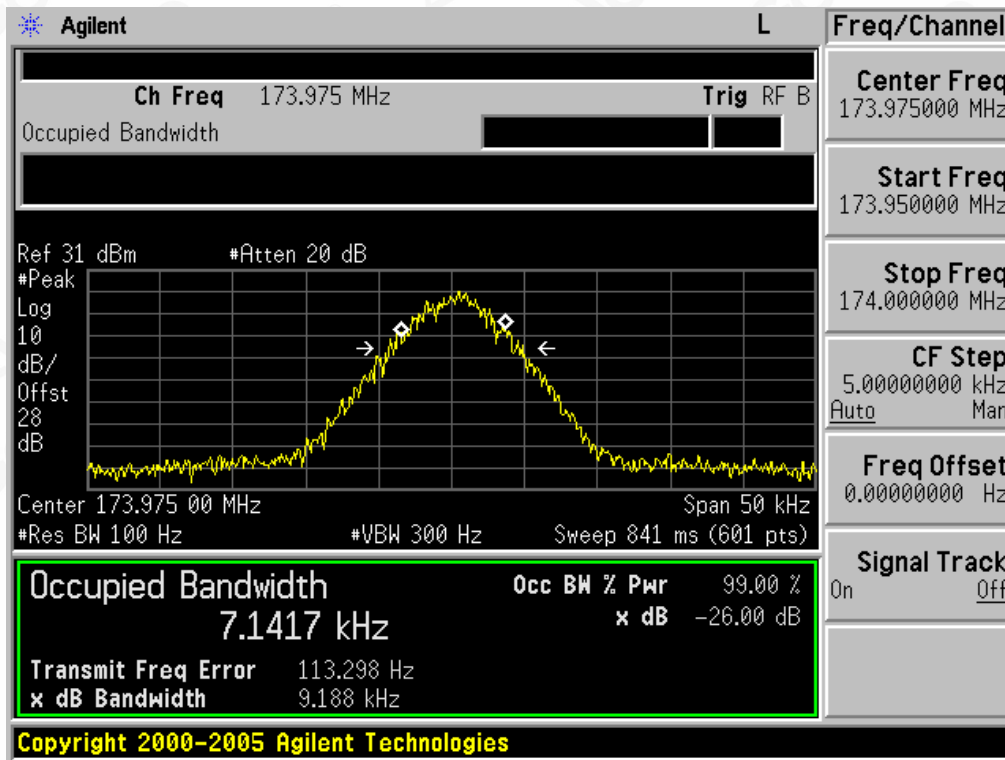 Agilent L
Ch Freq 173.975 MHz Trig RF B
Occupied Bandwidth
Ref 31 dBm #Atten 20 dB
#Peak
Log
10
dB/
Offst
28
dB
Center 173.975 00 MHz Span 50 kHz
#Res BW 100 Hz #VBW 300 Hz Sweep 841 ms (601 pts)
Occupied Bandwidth Occ BW % Pwr 99.00 %
7.1417 kHz x dB -26.00 dB
Transmit Freq Error 113.298 Hz
x dB Bandwidth 9.188 kHz
Copyright 2000-2005 Agilent Technologies
Freq/Channel
Center Freq
173.975000 MHz
Start Freq
173.950000 MHz
Stop Freq
174.000000 MHz
CF Step
5.00000000 kHz
Auto Man
Freq Offset
0.00000000 Hz
Signal Track
On Off